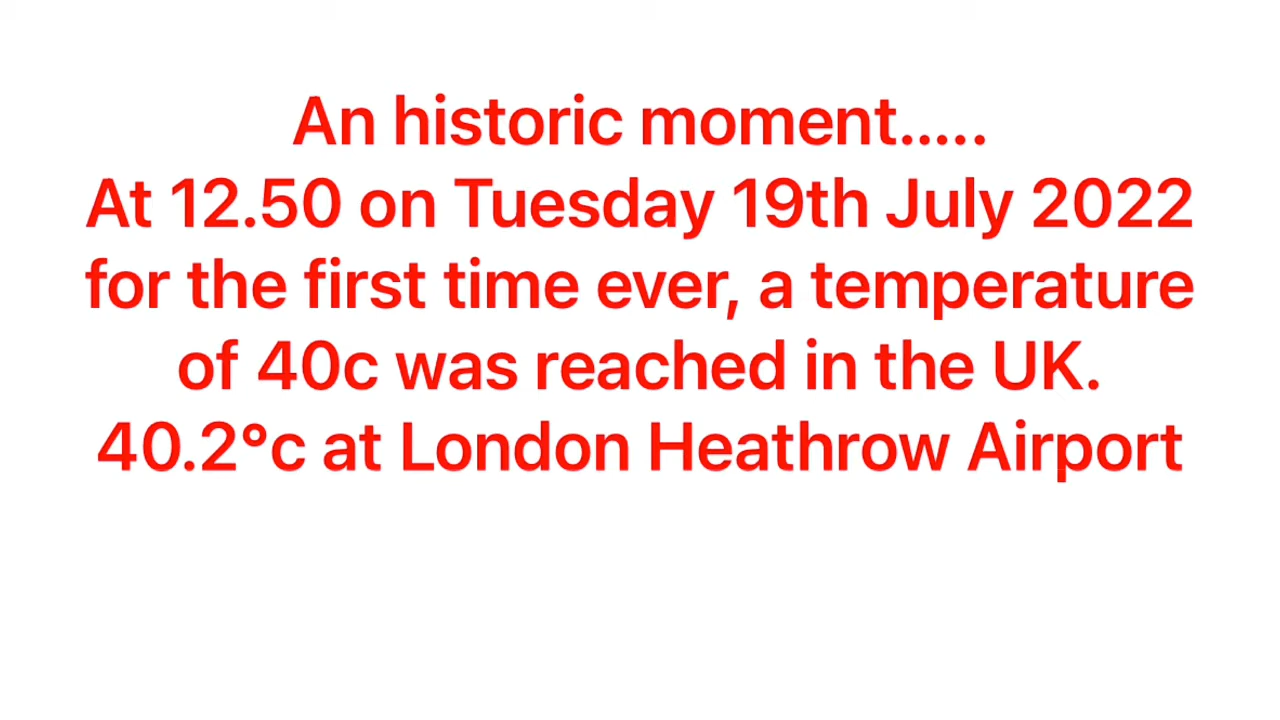 An historic moment.....
At 12.50 on Tuesday 19th July 2022
for the first time ever, a temperature
of 40c was reached in the UK.
40.2°c at London Heathrow Airport